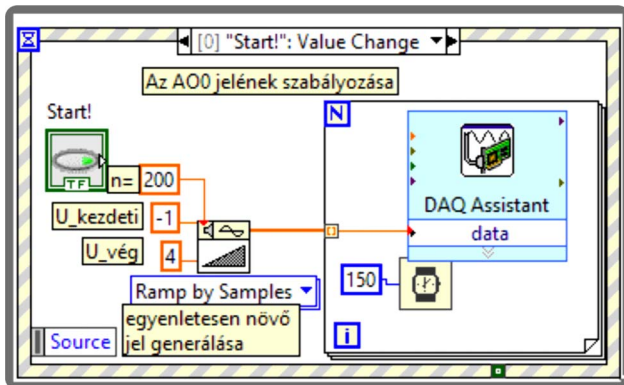 [0] "Start!": Value Change
Az AO0 jelének szabályozása
Start!
TF
n= 200
U_kezdeti -1
U_vég 4
Ramp by Samples
egyenletesen növő
jel generálása
Source
N
DAQ Assistant
data
150
i